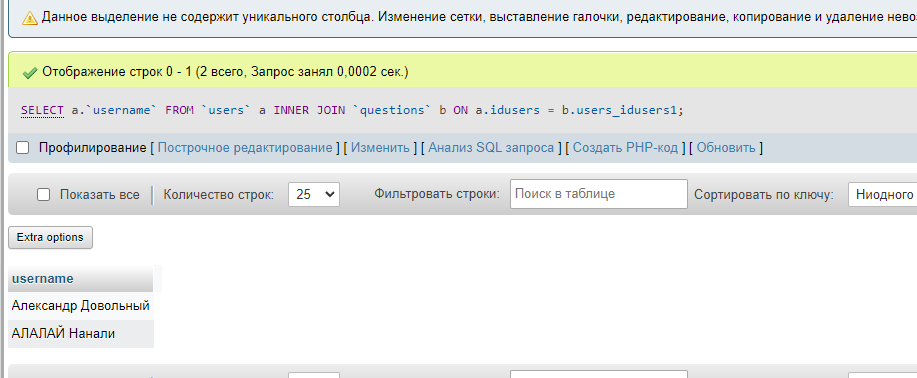 Данное выделение не содержит уникального столбца. Изменение сетки, выставление галочки, редактирование, копирование и удаление
Отображение строк 0 - 1 (2 всего, Запрос занял 0,0002 сек.)
SELECT a.`username` FROM `users` a INNER JOIN `questions` b ON a.idusers = b.users_idusers1;
Профилирование [ Построчное редактирование ] [ Изменить ] [ Анализ SQL запроса ] [ Создать PHP-код ] [ Обновить ]
Показать все Количество строк: 25 Фильтровать строки: Поиск в таблице Сортировать по ключу: Ниодного
Extra options
username
Александр Довольный
АЛАЛАЙ Нанали